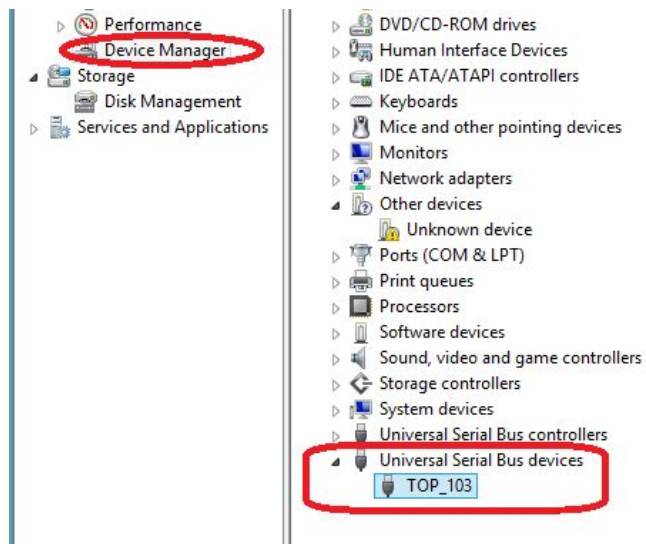 Performance
Device Manager
Storage
Disk Management
Services and Applications
DVD/CD-ROM drives
Human Interface Devices
IDE ATA/ATAPI controllers
Keyboards
Mice and other pointing devices
Monitors
Network adapters
Other devices
Unknown device
Ports (COM & LPT)
Print queues
Processors
Software devices
Sound, video and game controllers
Storage controllers
System devices
Universal Serial Bus controllers
Universal Serial Bus devices
TOP_103